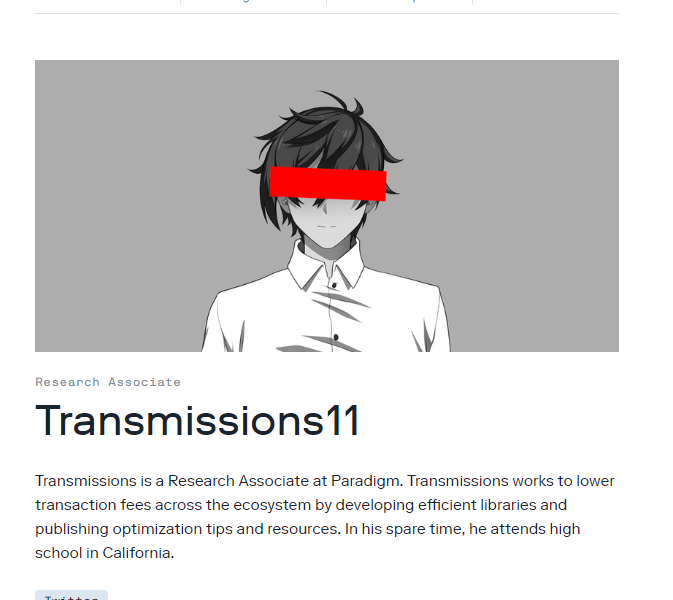 Research Associate
Transmissions11
Transmissions is a Research Associate at Paradigm. Transmissions works to lower
transaction fees across the ecosystem by developing efficient libraries and
publishing optimization tips and resources. In his spare time, he attends high
school in California.
Twitter